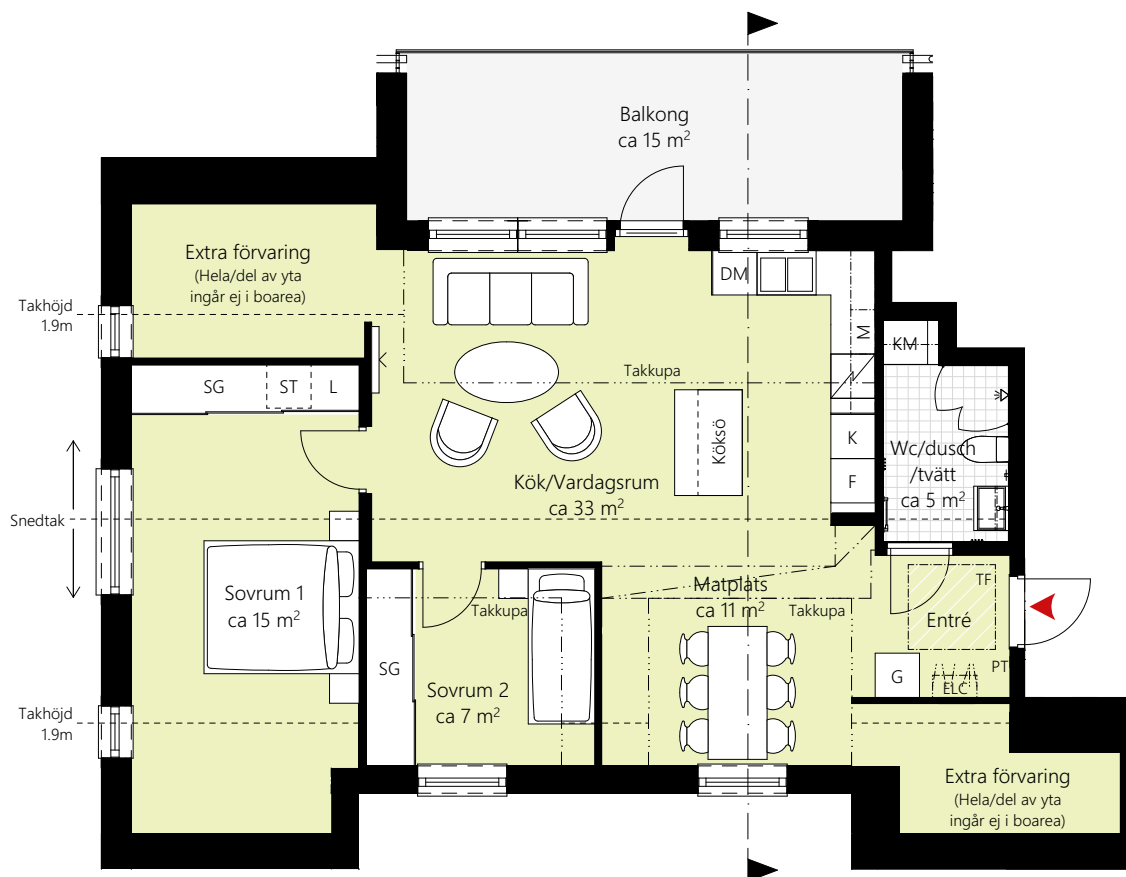 Balkong
ca 15 m²
Extra förvaring
(Hela/del av yta
ingår ej i boarea)
Takhöjd
1.9m
DM
M
KM
Takkupa
SG
ST
L
Köksö
K
F
Wc/dusch
/tvätt
ca 5 m²
Kök/Vardagsrum
ca 33 m²
Snedtak
Sovrum 1
ca 15 m²
Takkupa
Matplats
ca 11 m²
Takkupa
TF
Entré
SG
Sovrum 2
ca 7 m²
G
ELC
PT
Takhöjd
1.9m
Extra förvaring
(Hela/del av yta
ingår ej i boarea)